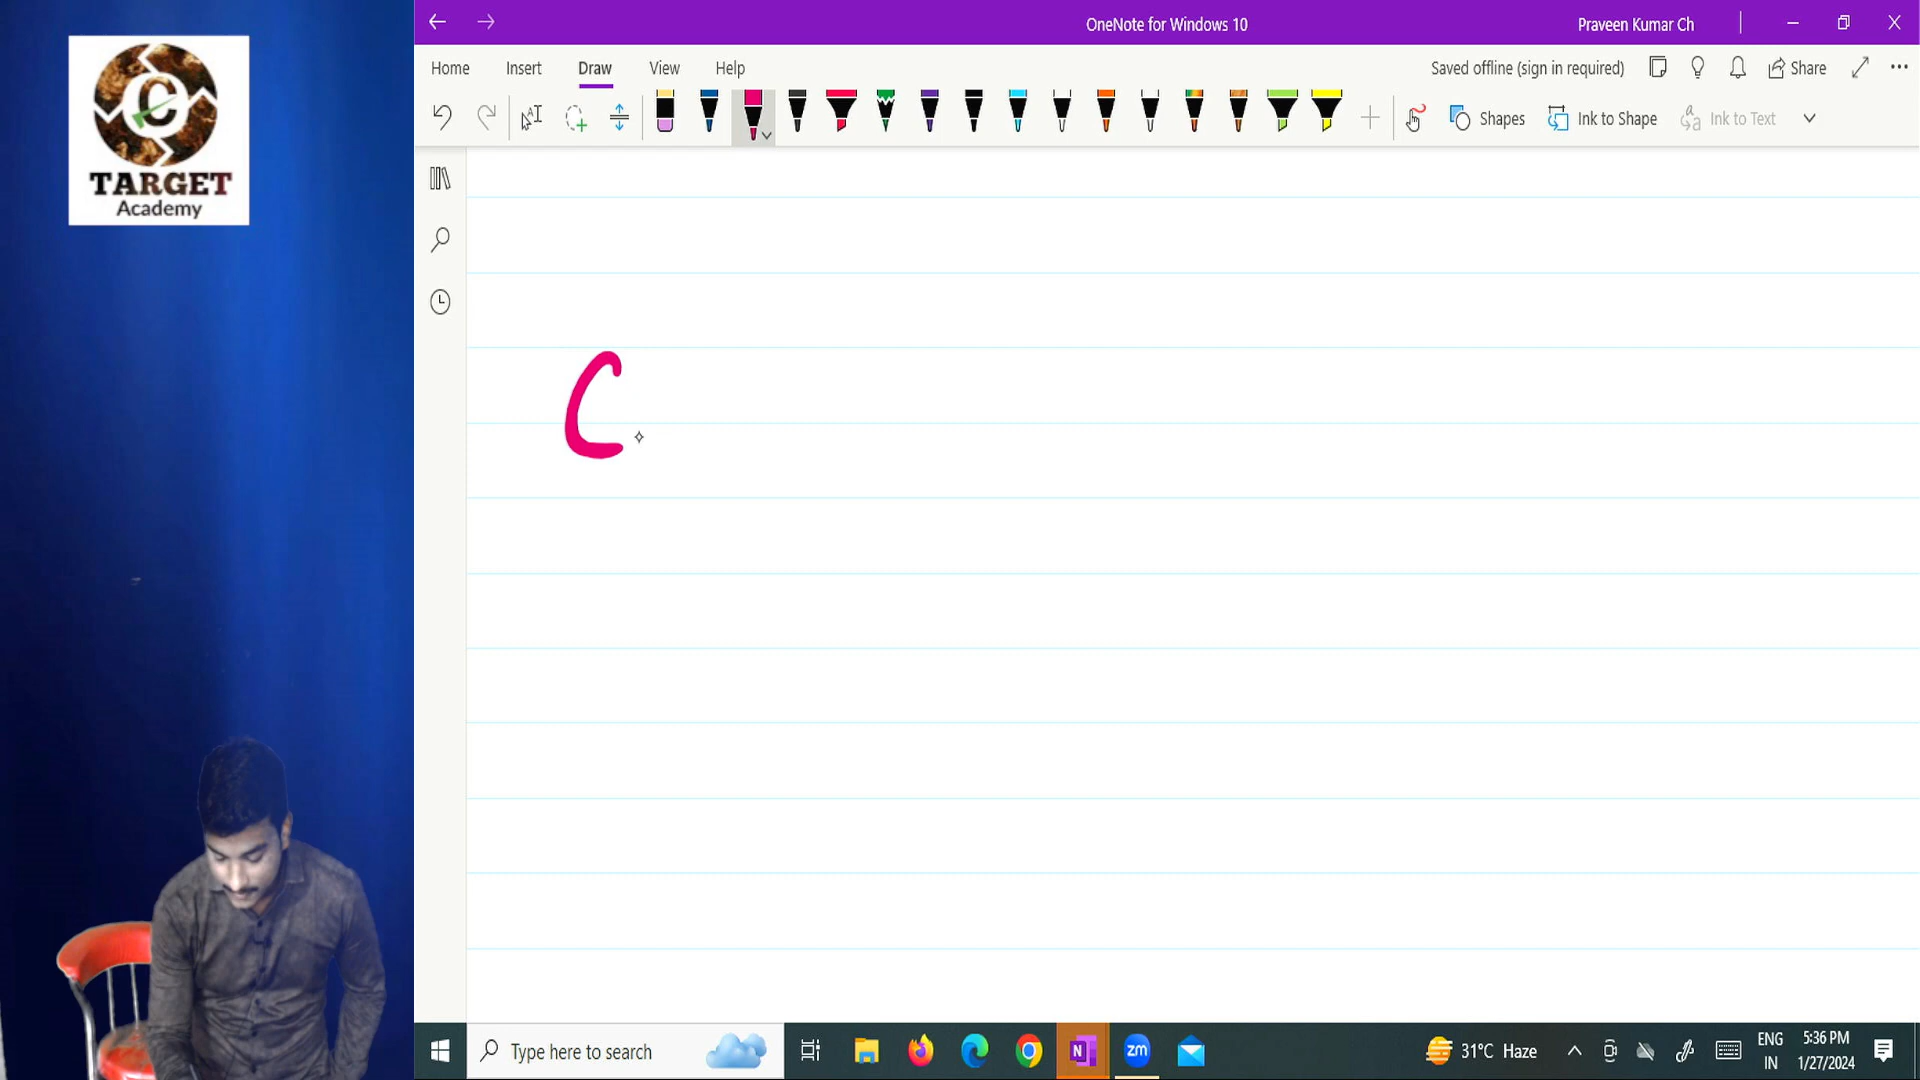 C
TARGET
Academy
OneNote for Windows 10
Praveen Kumar Ch
Home Insert Draw View Help
Saved offline (sign in required)
Share
Shapes
Ink to Shape
Ink to Text
C
Type here to search
N
zm
31°C Haze
ENG
IN
5:36 PM
1/27/2024